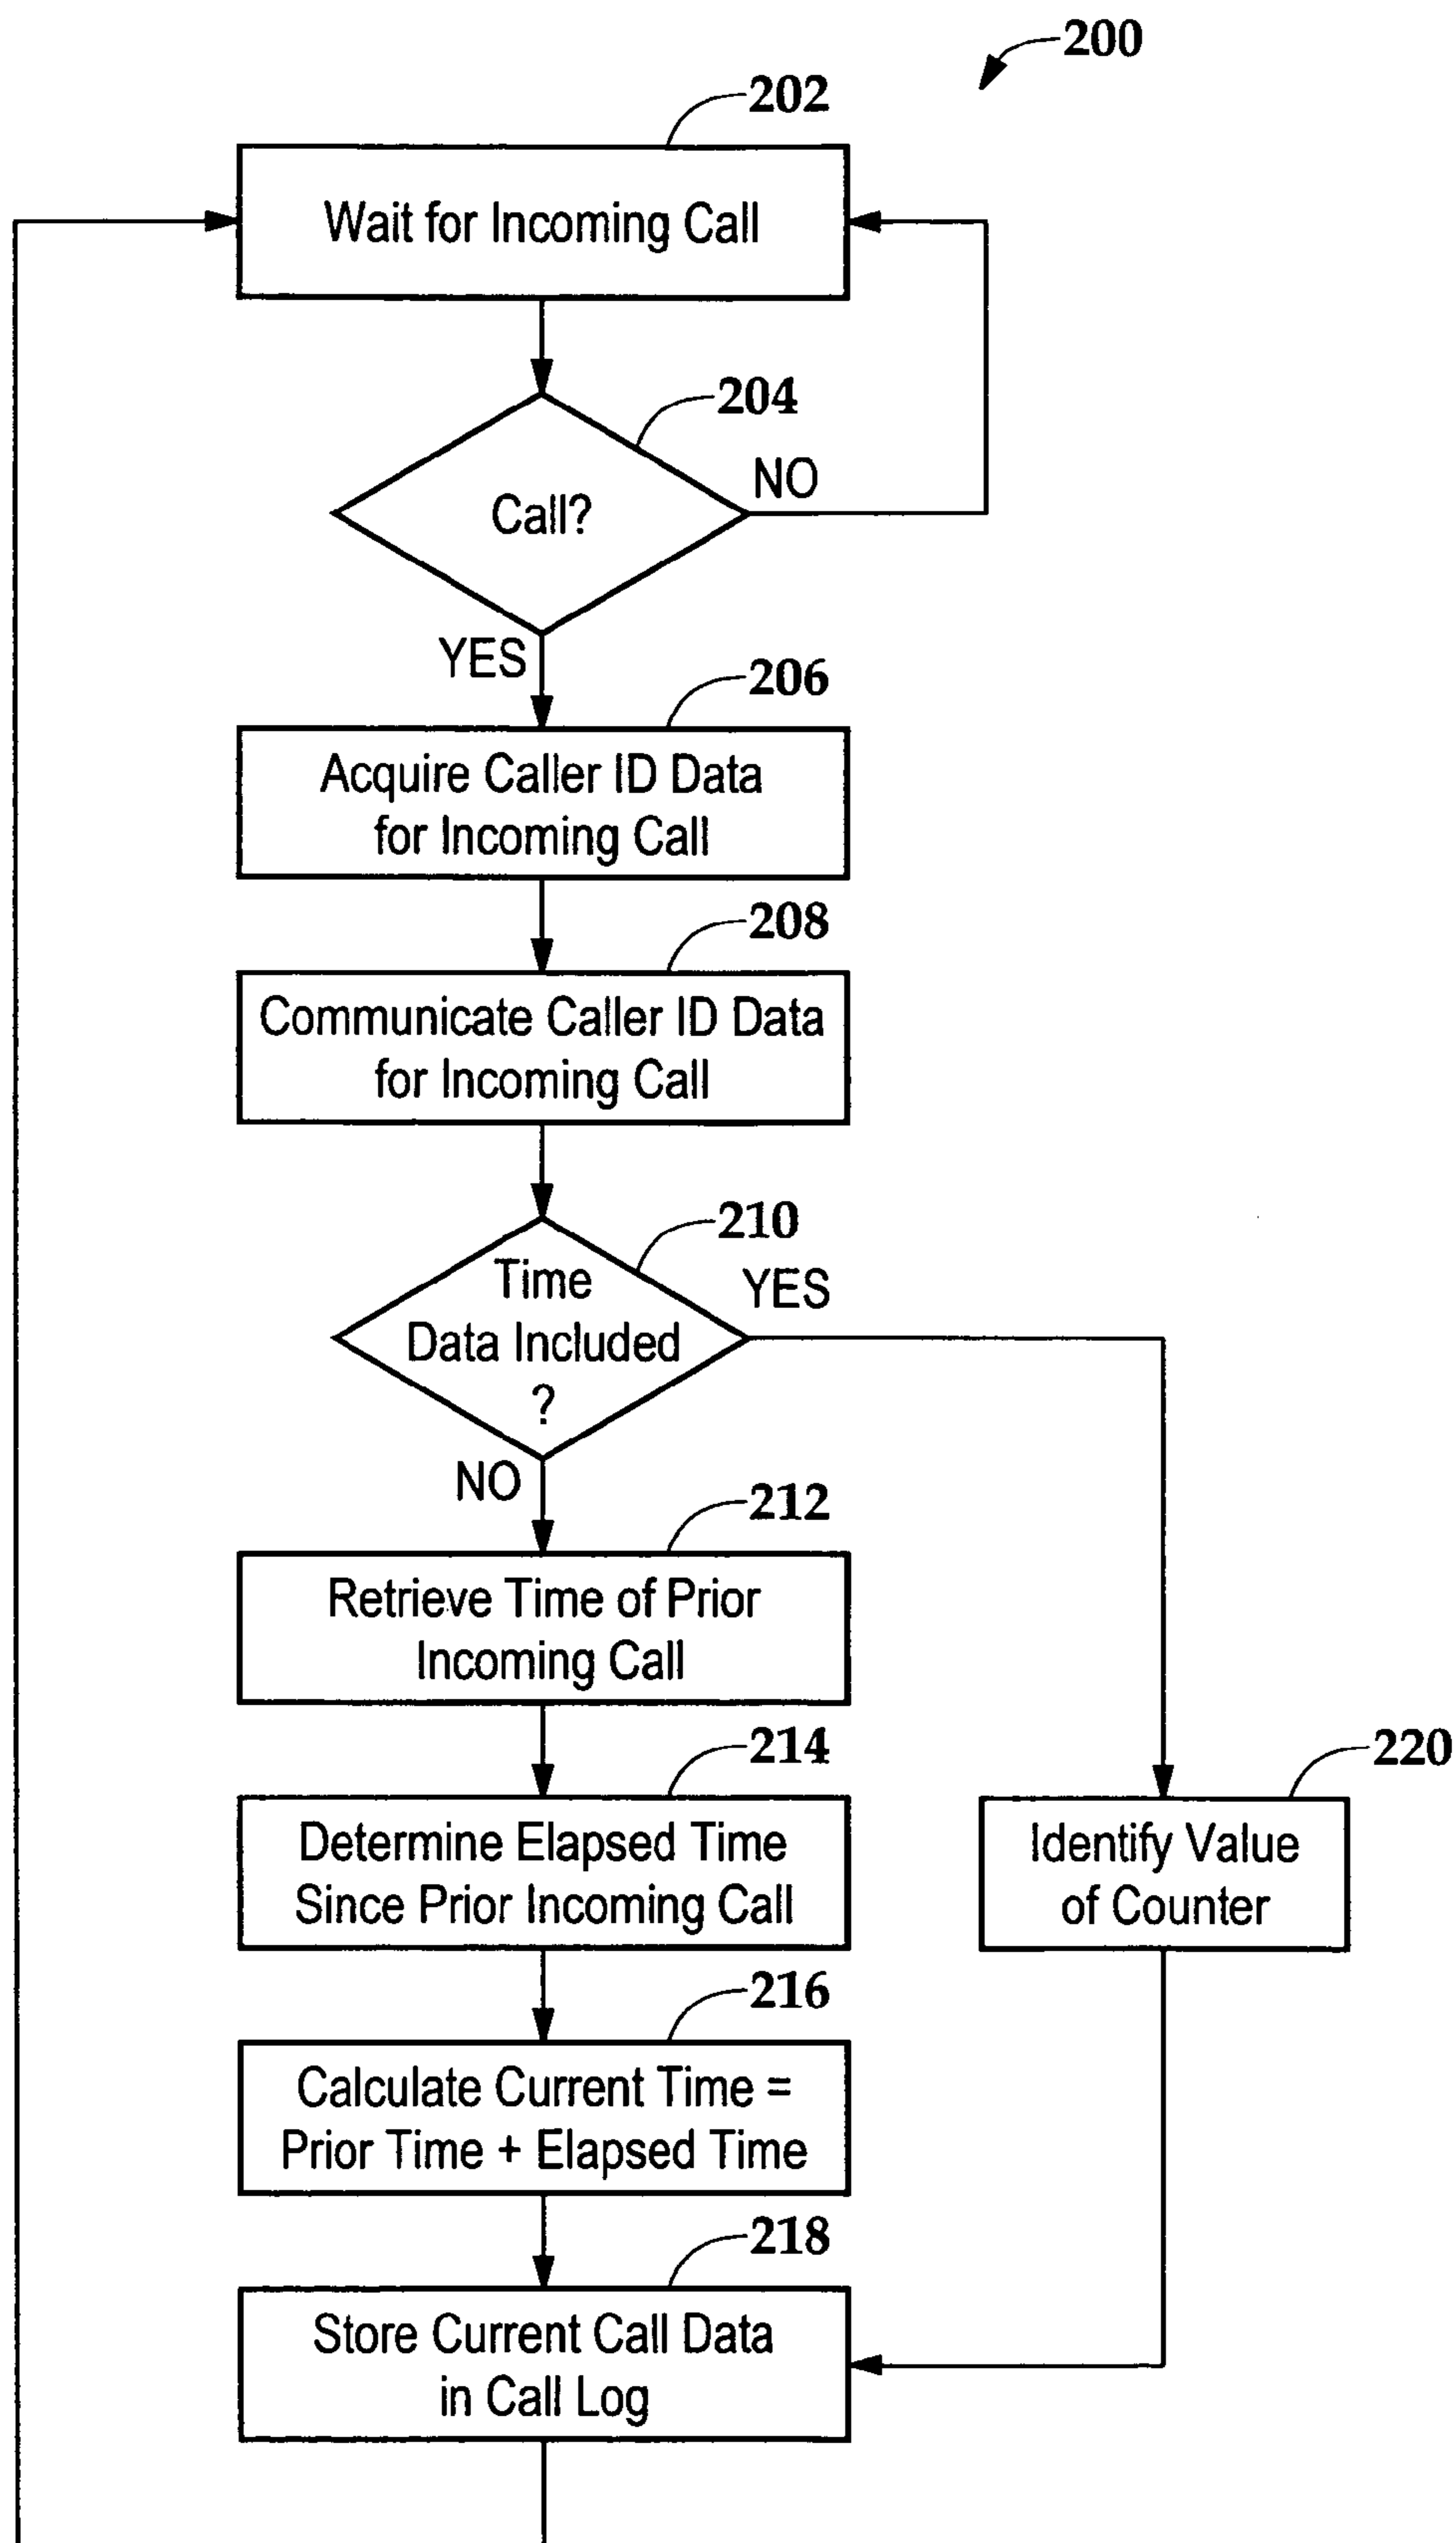 200
202
Wait for Incoming Call
204
Call?
NO
YES
206
Acquire Caller ID Data
for Incoming Call
208
Communicate Caller ID Data
for Incoming Call
210
Time
Data Included
?
YES
NO
212
Retrieve Time of Prior
Incoming Call
214
Determine Elapsed Time
Since Prior Incoming Call
220
Identify Value
of Counter
216
Calculate Current Time =
Prior Time + Elapsed Time
218
Store Current Call Data
in Call Log